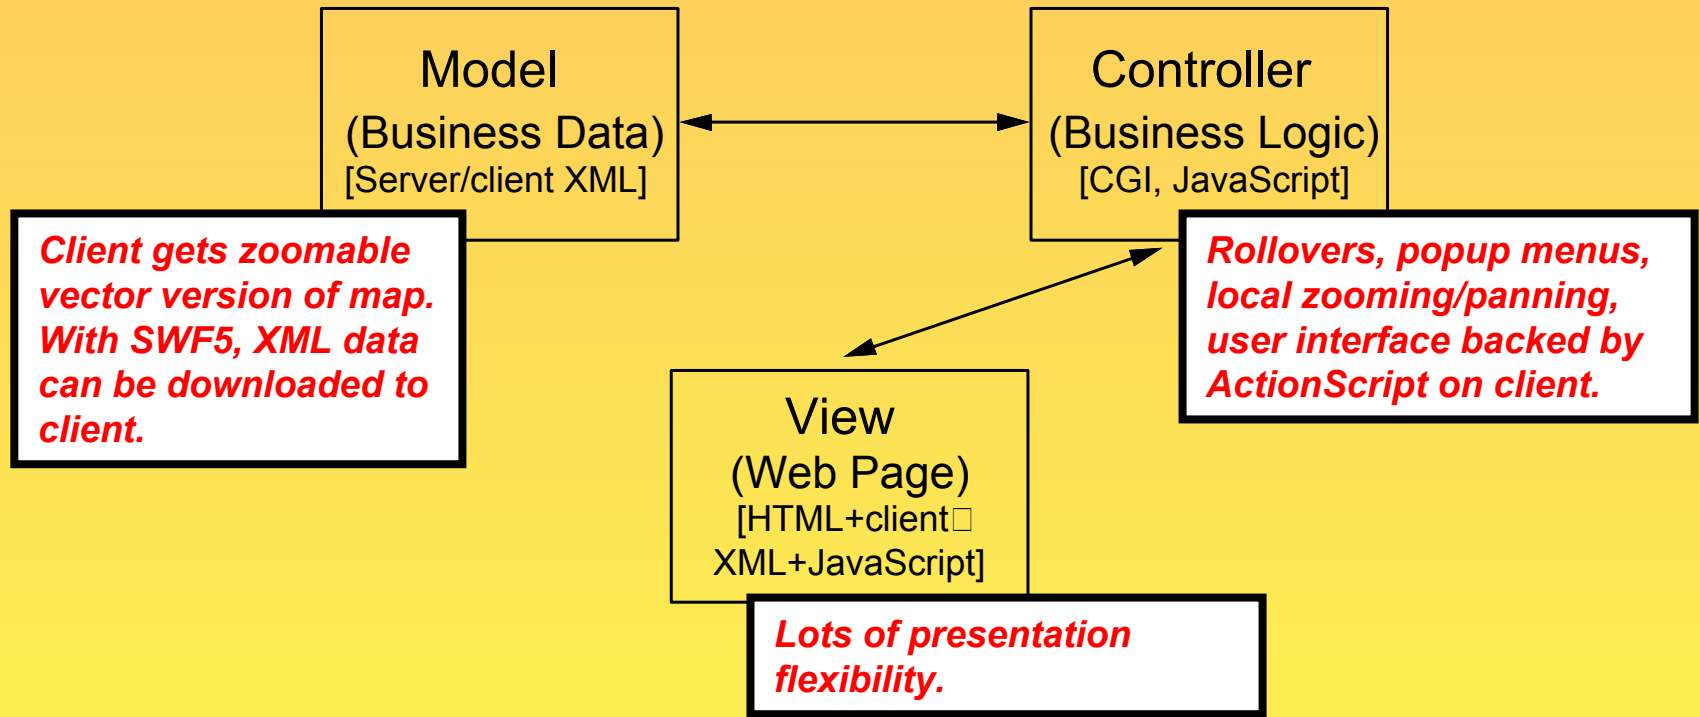 Model
(Business Data)
[Server/client XML]
Controller
(Business Logic)
[CGI, JavaScript]
Client gets zoomable
vector version of map.
With SWF5, XML data
can be downloaded to
client.
Rollovers, popup menus,
local zooming/panning,
user interface backed by
ActionScript on client.
View
(Web Page)
[HTML+client□
XML+JavaScript]
Lots of presentation
flexibility.